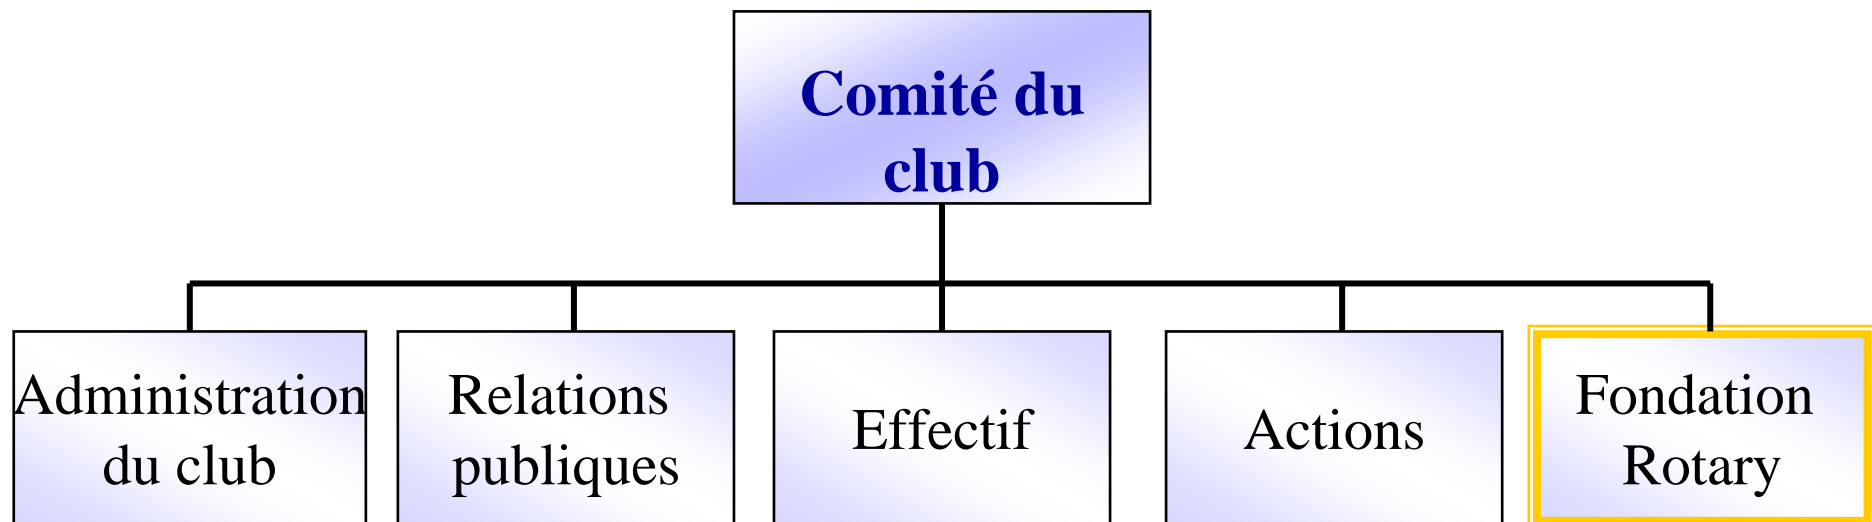 Comité du
club
Administration
du club
Relations
publiques
Effectif
Actions
Fondation
Rotary